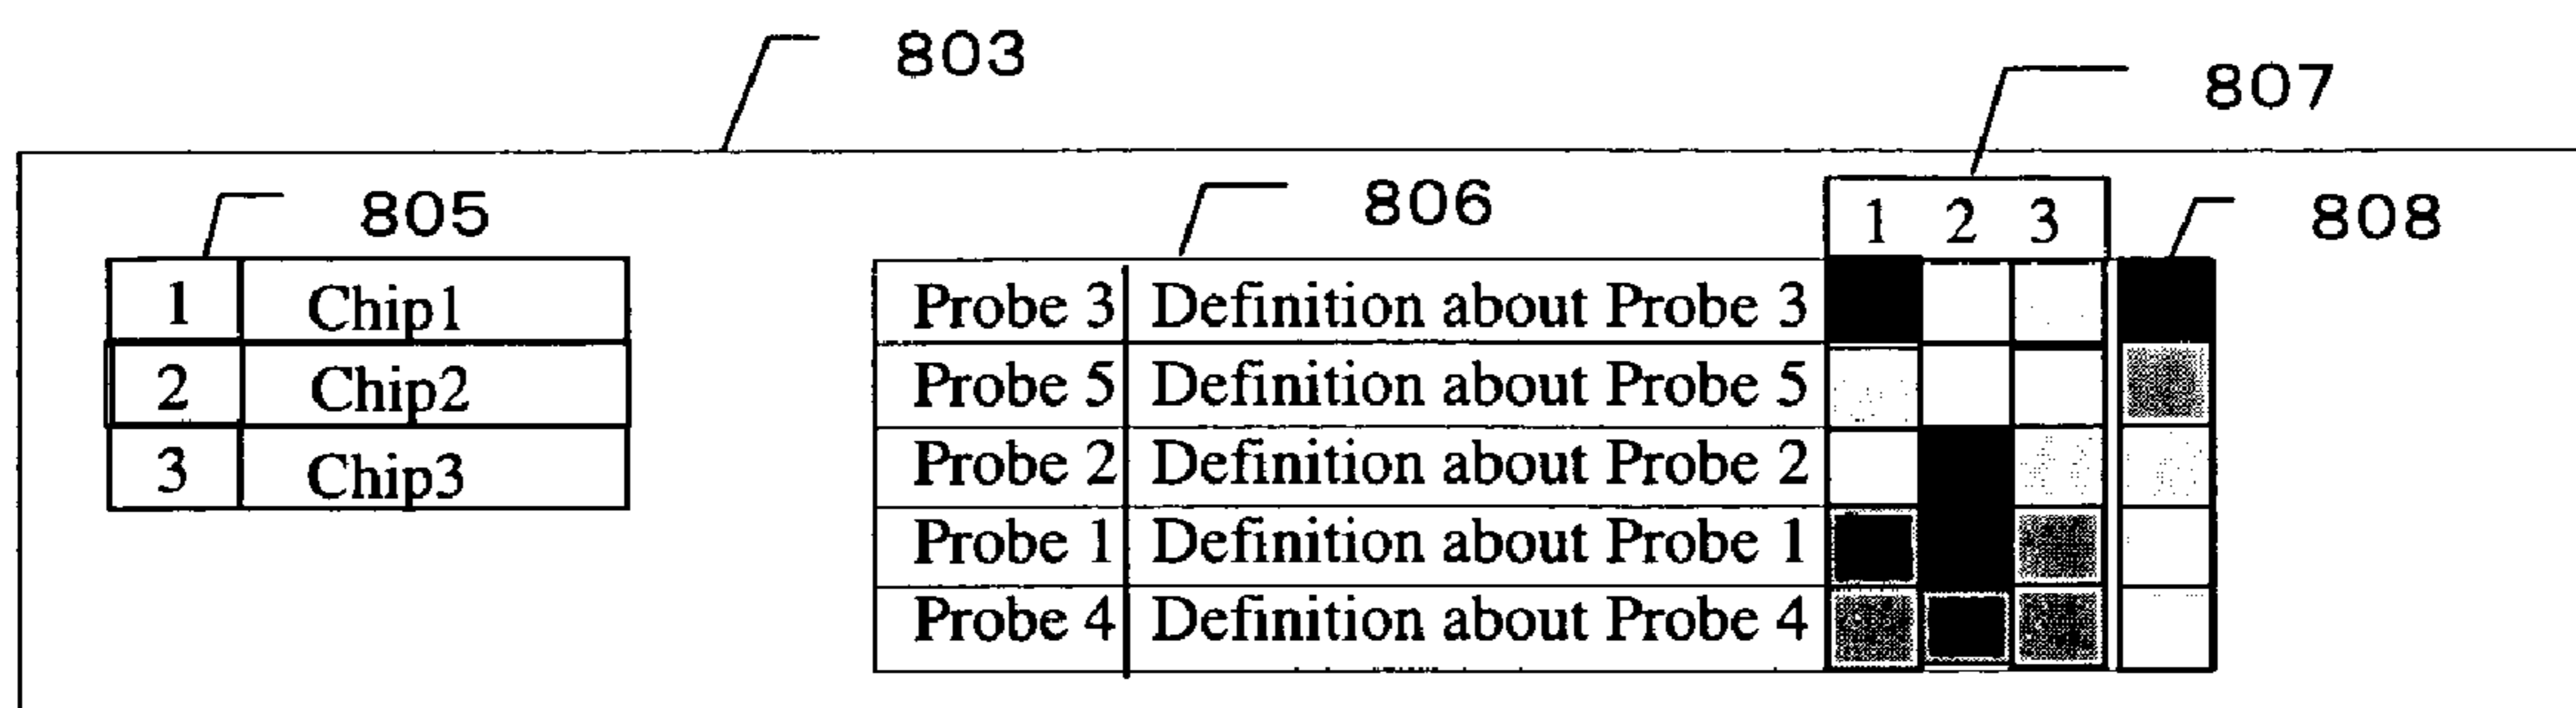 803
807
805
806
1 2 3
808
1 Chip1
2 Chip2
3 Chip3
Probe 3 Definition about Probe 3
Probe 5 Definition about Probe 5
Probe 2 Definition about Probe 2
Probe 1 Definition about Probe 1
Probe 4 Definition about Probe 4